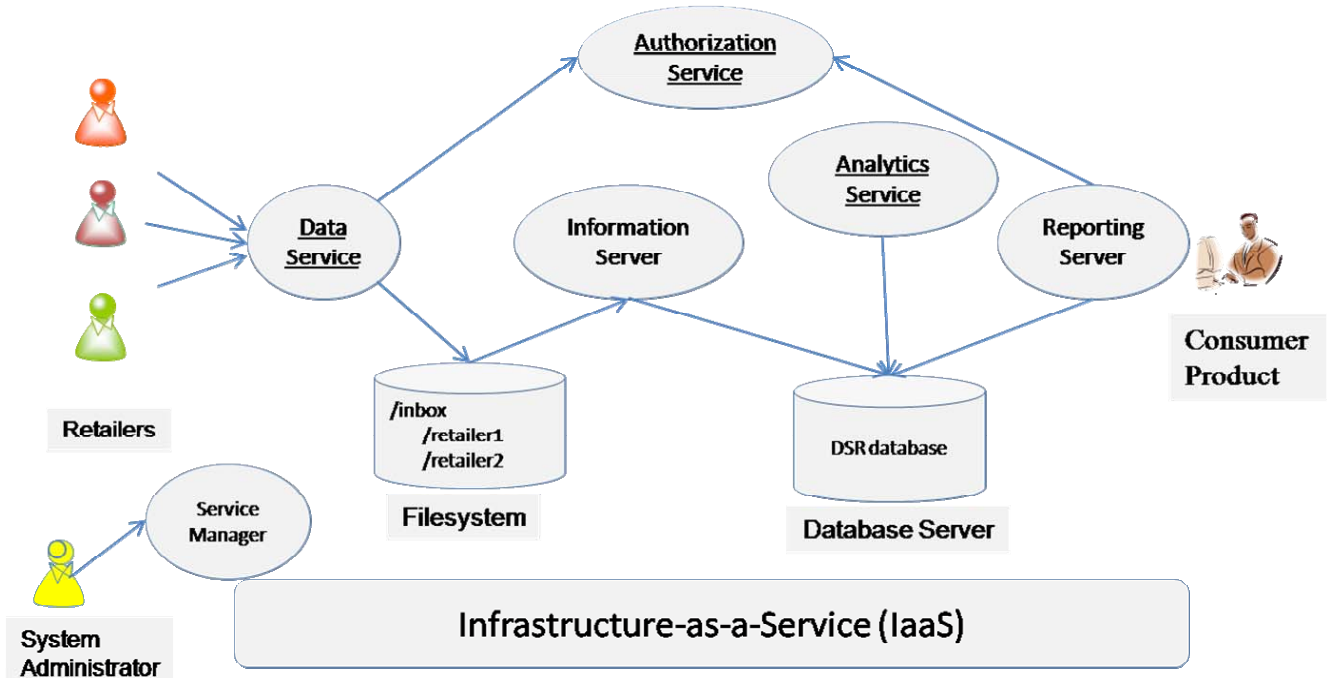 Authorization
Service
Analytics
Service
Data
Service
Information
Server
Reporting
Server
Consumer
Product
/inbox
/retailer1
/retailer2
DSR database
Retailers
Filesystem
Database Server
Service
Manager
System
Administrator
Infrastructure-as-a-Service (IaaS)